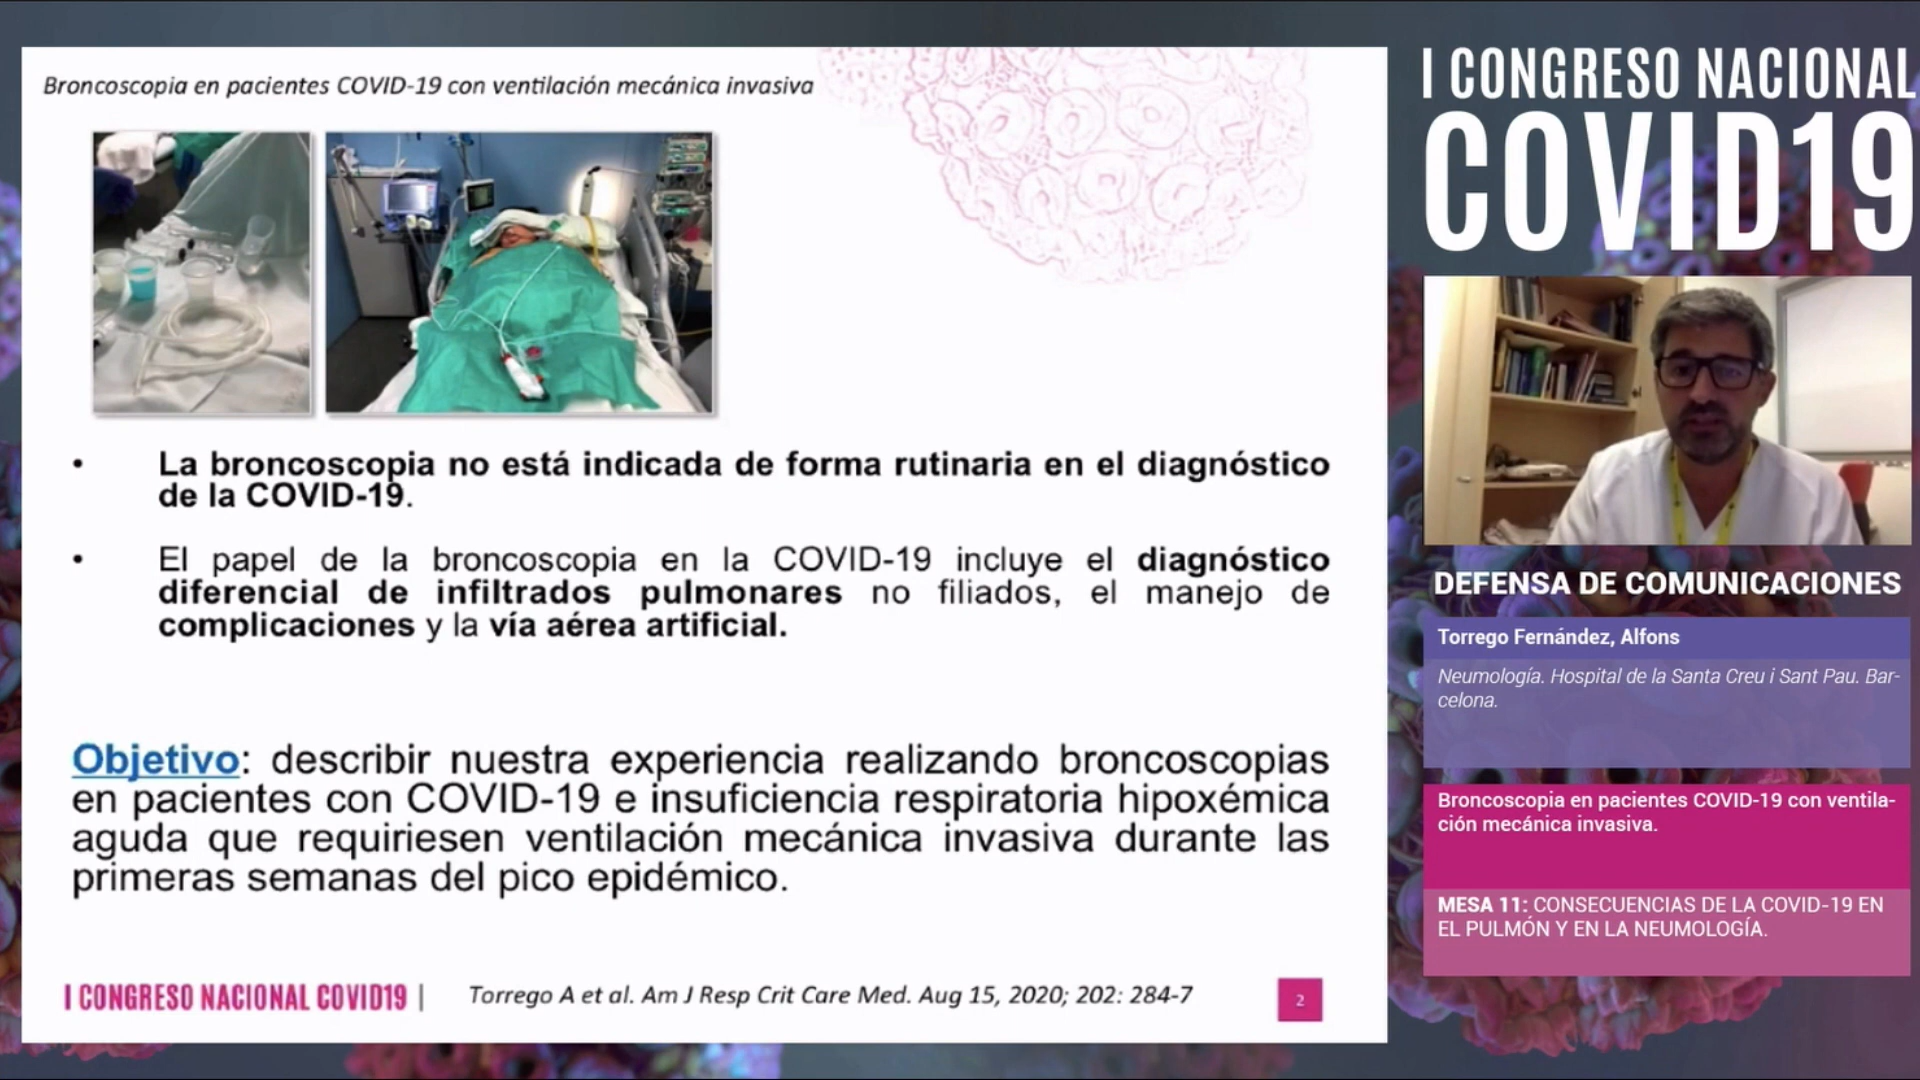 Broncoscopia en pacientes COVID-19 con ventilación mecánica invasiva
• La broncoscopia no está indicada de forma rutinaria en el diagnóstico
de la COVID-19.
• El papel de la broncoscopia en la COVID-19 incluye el diagnóstico
diferencial de infiltrados pulmonares no filiados, el manejo de
complicaciones y la vía aérea artificial.
Objetivo: describir nuestra experiencia realizando broncoscopias
en pacientes con COVID-19 e insuficiencia respiratoria hipoxémica
aguda que requiriesen ventilación mecánica invasiva durante las
primeras semanas del pico epidémico.
I CONGRESO NACIONAL COVID19 |
Torrego A et al. Am J Resp Crit Care Med. Aug 15, 2020; 202: 284-7
2
I CONGRESO NACIONAL
COVID19
DEFENSA DE COMUNICACIONES
Torrego Fernández, Alfons
Neumología. Hospital de la Santa Creu i Sant Pau. Bar-
celona.
Broncoscopia en pacientes COVID-19 con ventila-
ción mecánica invasiva.
MESA 11: CONSECUENCIAS DE LA COVID-19 EN
EL PULMÓN Y EN LA NEUMOLOGÍA.